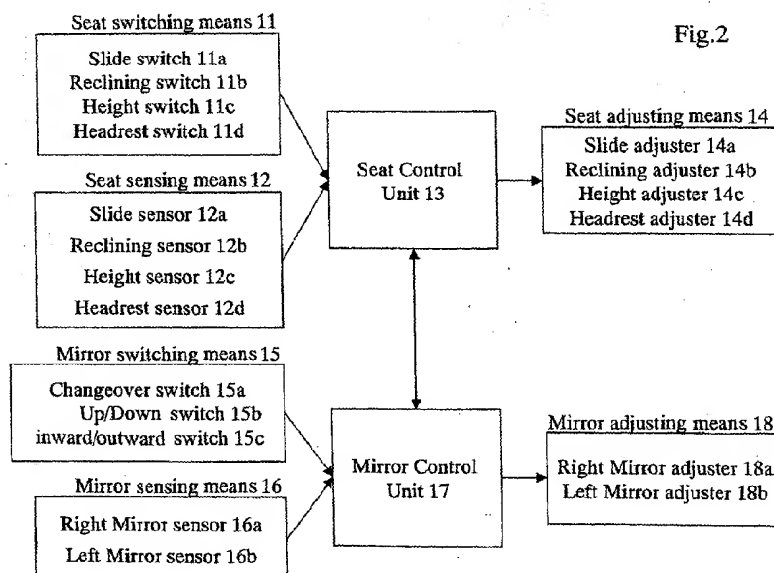 Fig.2
Seat switching means 11
Slide switch 11a
Reclining switch 11b
Height switch 11c
Headrest switch 11d
Seat sensing means 12
Slide sensor 12a
Reclining sensor 12b
Height sensor 12c
Headrest sensor 12d
Seat Control
Unit 13
Seat adjusting means 14
Slide adjuster 14a
Reclining adjuster 14b
Height adjuster 14c
Headrest adjuster 14d
Mirror switching means 15
Changeover switch 15a
Up/Down switch 15b
inward/outward switch 15c
Mirror sensing means 16
Right Mirror sensor 16a
Left Mirror sensor 16b
Mirror Control
Unit 17
Mirror adjusting means 18
Right Mirror adjuster 18a
Left Mirror adjuster 18b